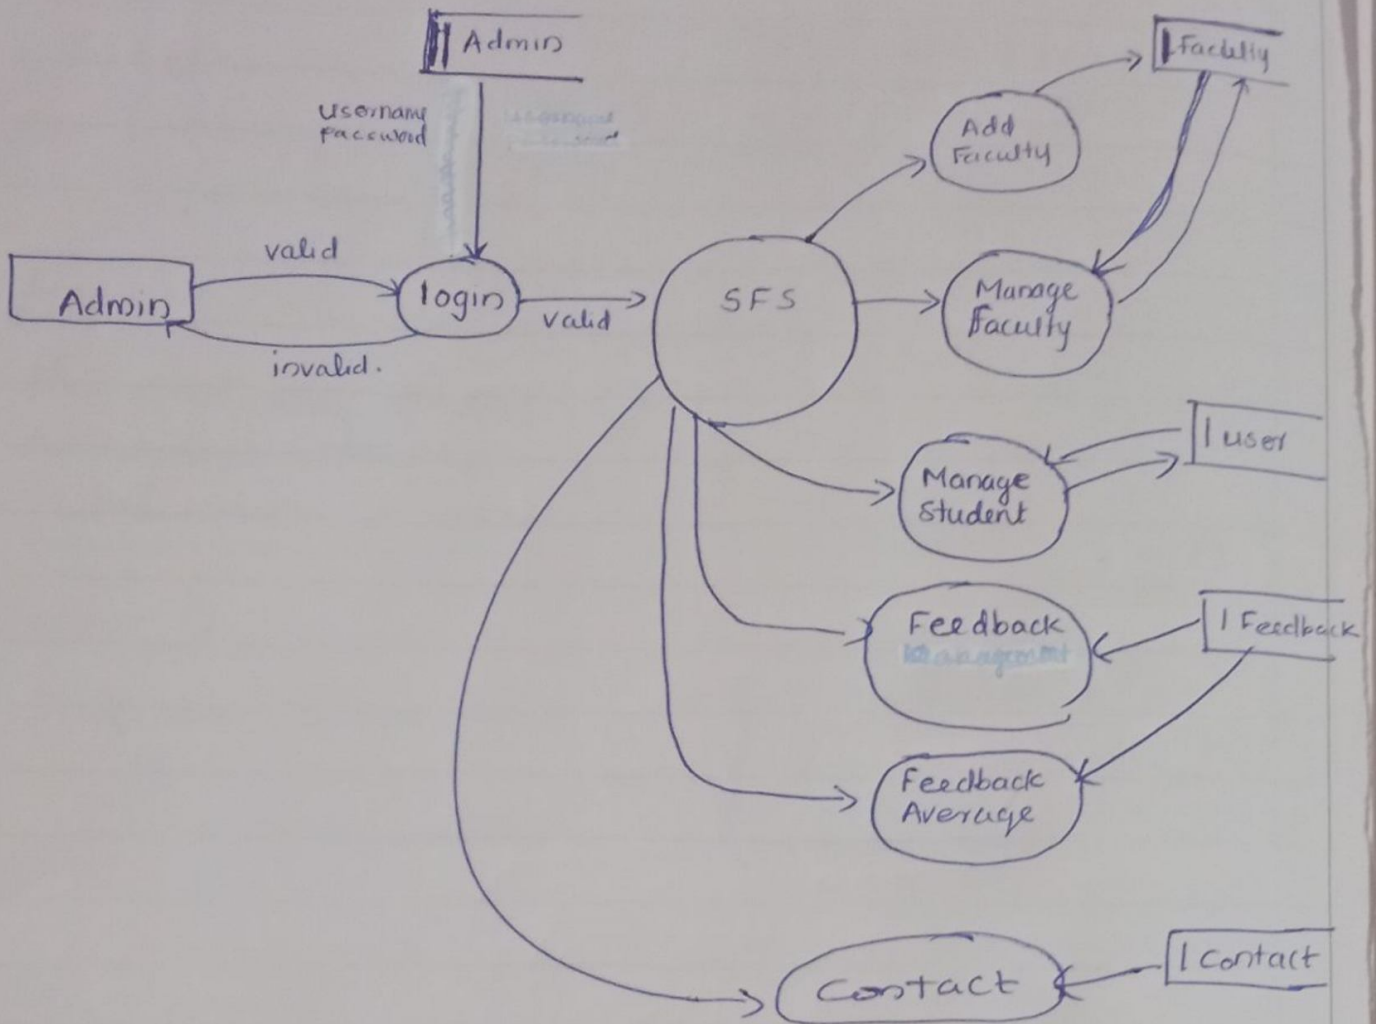 Admin
Faculty
username
password
Add
Faculty
valid
Admin
login
valid
invalid.
SFS
Manage
Faculty
user
Manage
Student
Feedback
Feedback
Feedback
Average
Contact
Contact